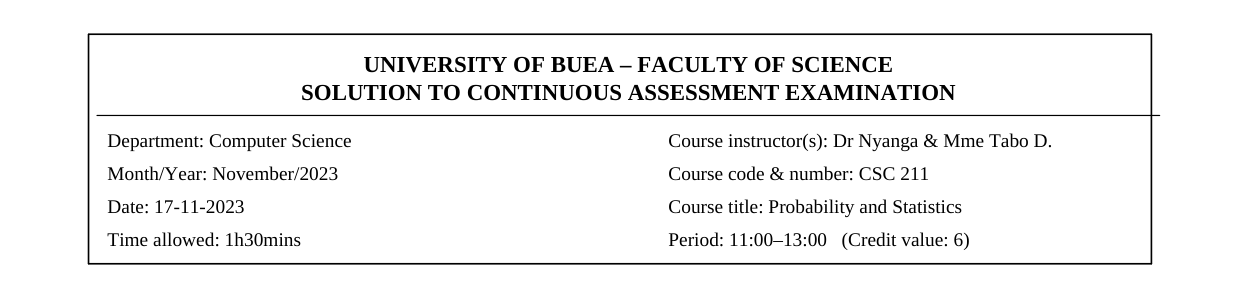 UNIVERSITY OF BUEA – FACULTY OF SCIENCE
SOLUTION TO CONTINUOUS ASSESSMENT EXAMINATION
Department: Computer Science
Course instructor(s): Dr Nyanga & Mme Tabo D.
Month/Year: November/2023
Course code & number: CSC 211
Date: 17-11-2023
Course title: Probability and Statistics
Time allowed: 1h30mins
Period: 11:00–13:00 (Credit value: 6)